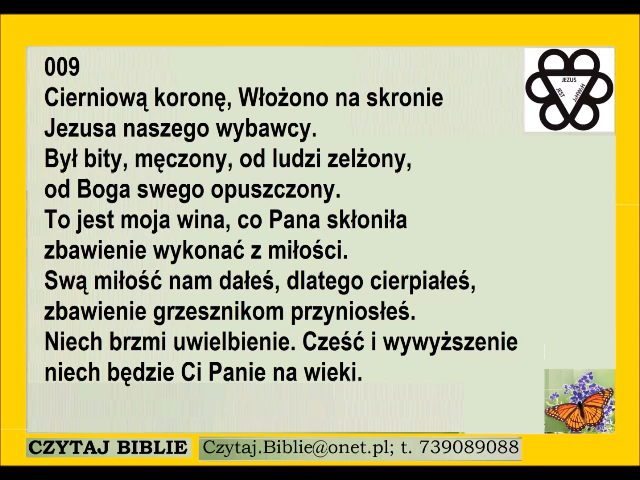 009
Cierniową koronę, Włożono na skronie
Jezusa naszego wybawcy.
Był bity, męczony, od ludzi zelżony,
od Boga swego opuszczony.
To jest moja wina, co Pana skłoniła
zbawienie wykonać z miłości.
Swą miłość nam dałeś, dlatego cierpiałeś,
zbawienie grzesznikom przyniosłeś.
Niech brzmi uwielbienie. Cześć i wywyższenie
niech będzie Ci Panie na wieki.
JEZUS
JEST
CZYTAJ BIBLIE Czytaj.Biblie@onet.pl; t. 739089088